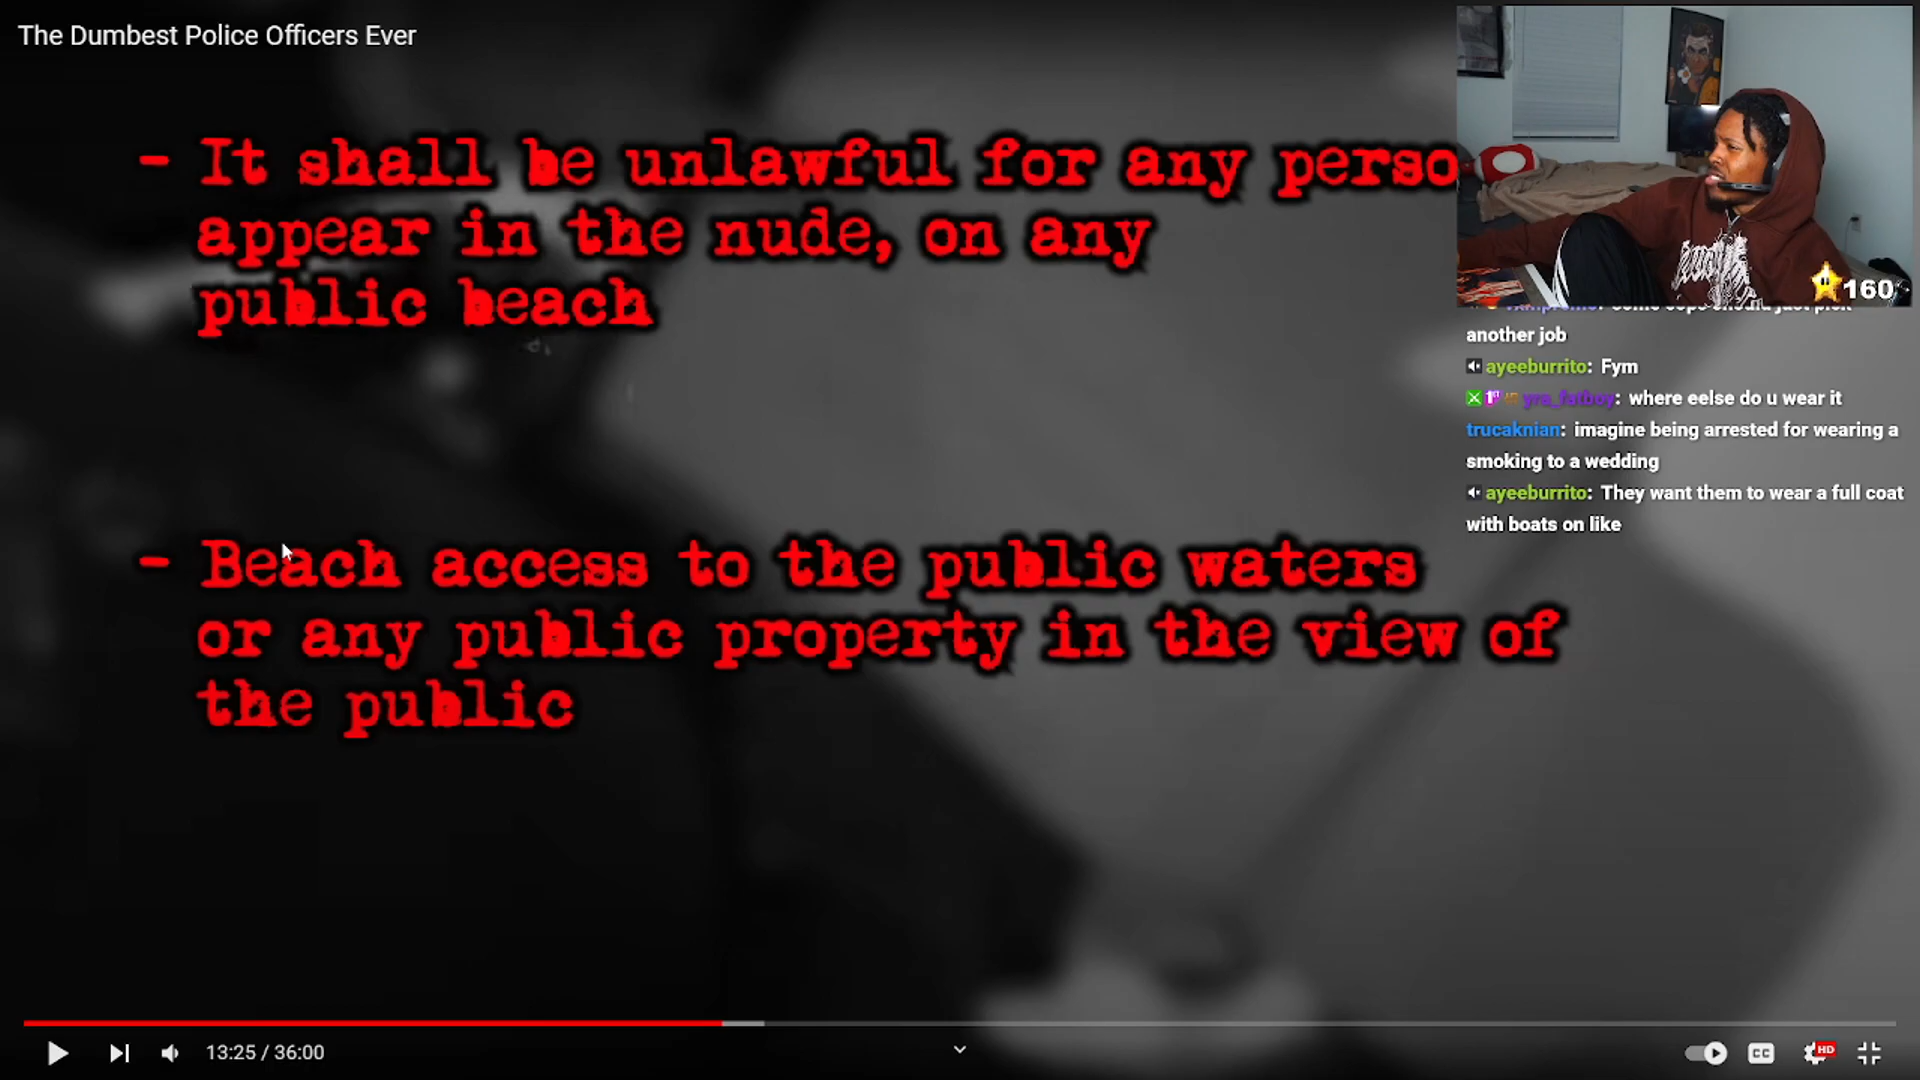 The Dumbest Police Officers Ever
- It shall be unlawful for any perso
appear in the nude, on any
public beach
- Beach access to the public waters
or any public property in the view of
the public
160
another job
ayeeburrito: Fym
yra_fatboy: where eelse do u wear it
trucaknian: imagine being arrested for wearing a
smoking to a wedding
ayeeburrito: They want them to wear a full coat
with boats on like
13:25 / 36:00
CC
HD